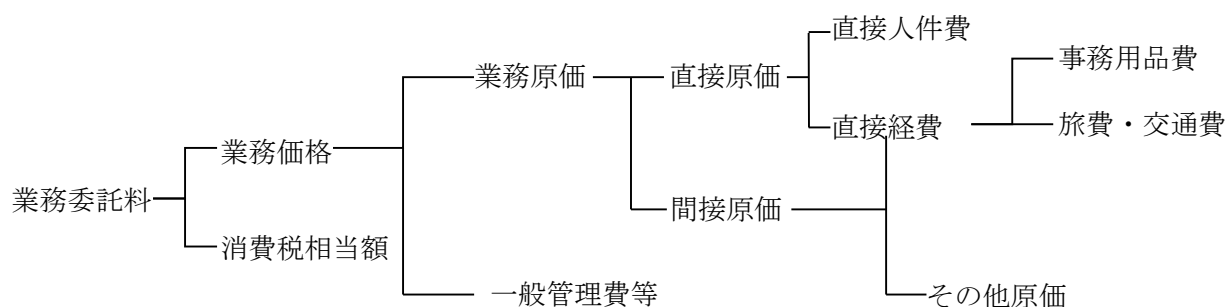 直接人件費
事務用品費
業務原価
直接原価
直接経費
旅費・交通費
業務価格
業務委託料
間接原価
消費税相当額
一般管理費等
その他原価